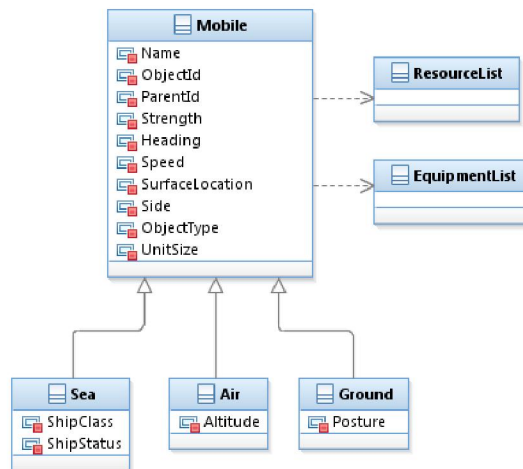 Mobile
Name
ObjectId
ParentId
Strength
Heading
Speed
SurfaceLocation
Side
ObjectType
UnitSize
ResourceList
EquipmentList
Sea
ShipClass
ShipStatus
Air
Altitude
Ground
Posture